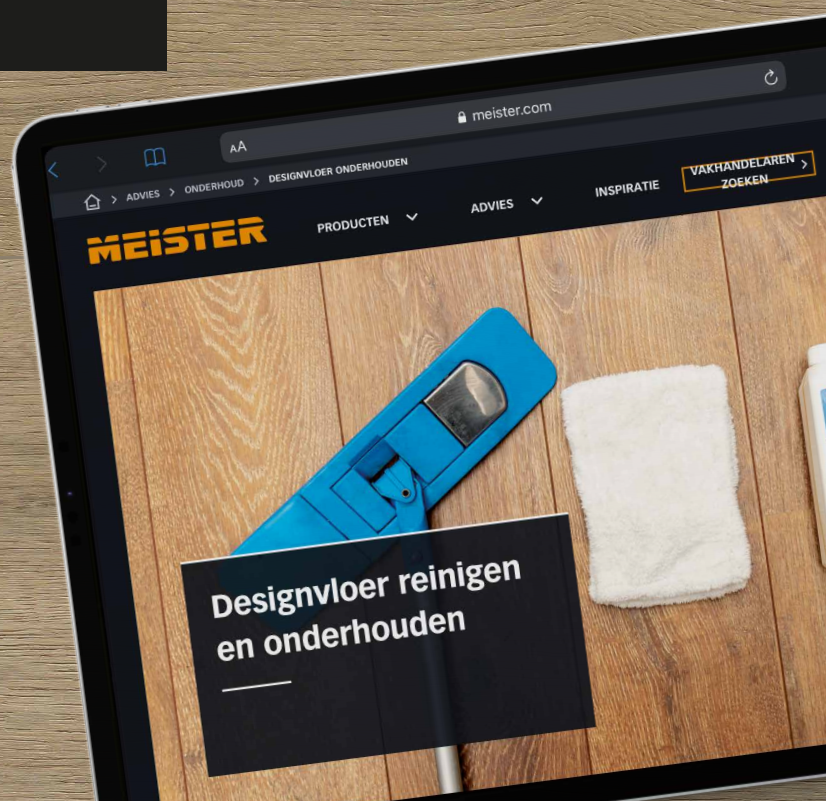 AA
meister.com
ADVIES > ONDERHOUD > DESIGNVLOER ONDERHOUDEN
MEISTER
PRODUCTEN
ADVIES
INSPIRATIE
VAKHANDELAREN
ZOEKEN
Designvloer reinigen
en onderhouden